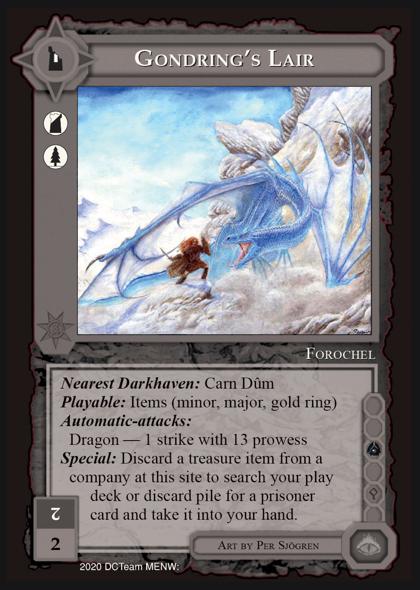 Gondring's Lair
Forochel
Nearest Darkhaven: Carn Dûm
Playable: Items (minor, major, gold ring)
Automatic-attacks:
Dragon — 1 strike with 13 prowess
Special: Discard a treasure item from a
company at this site to search your play
deck or discard pile for a prisoner
card and take it into your hand.
2
2
Art by Per Sjögren
2020 DCTeam MENW: